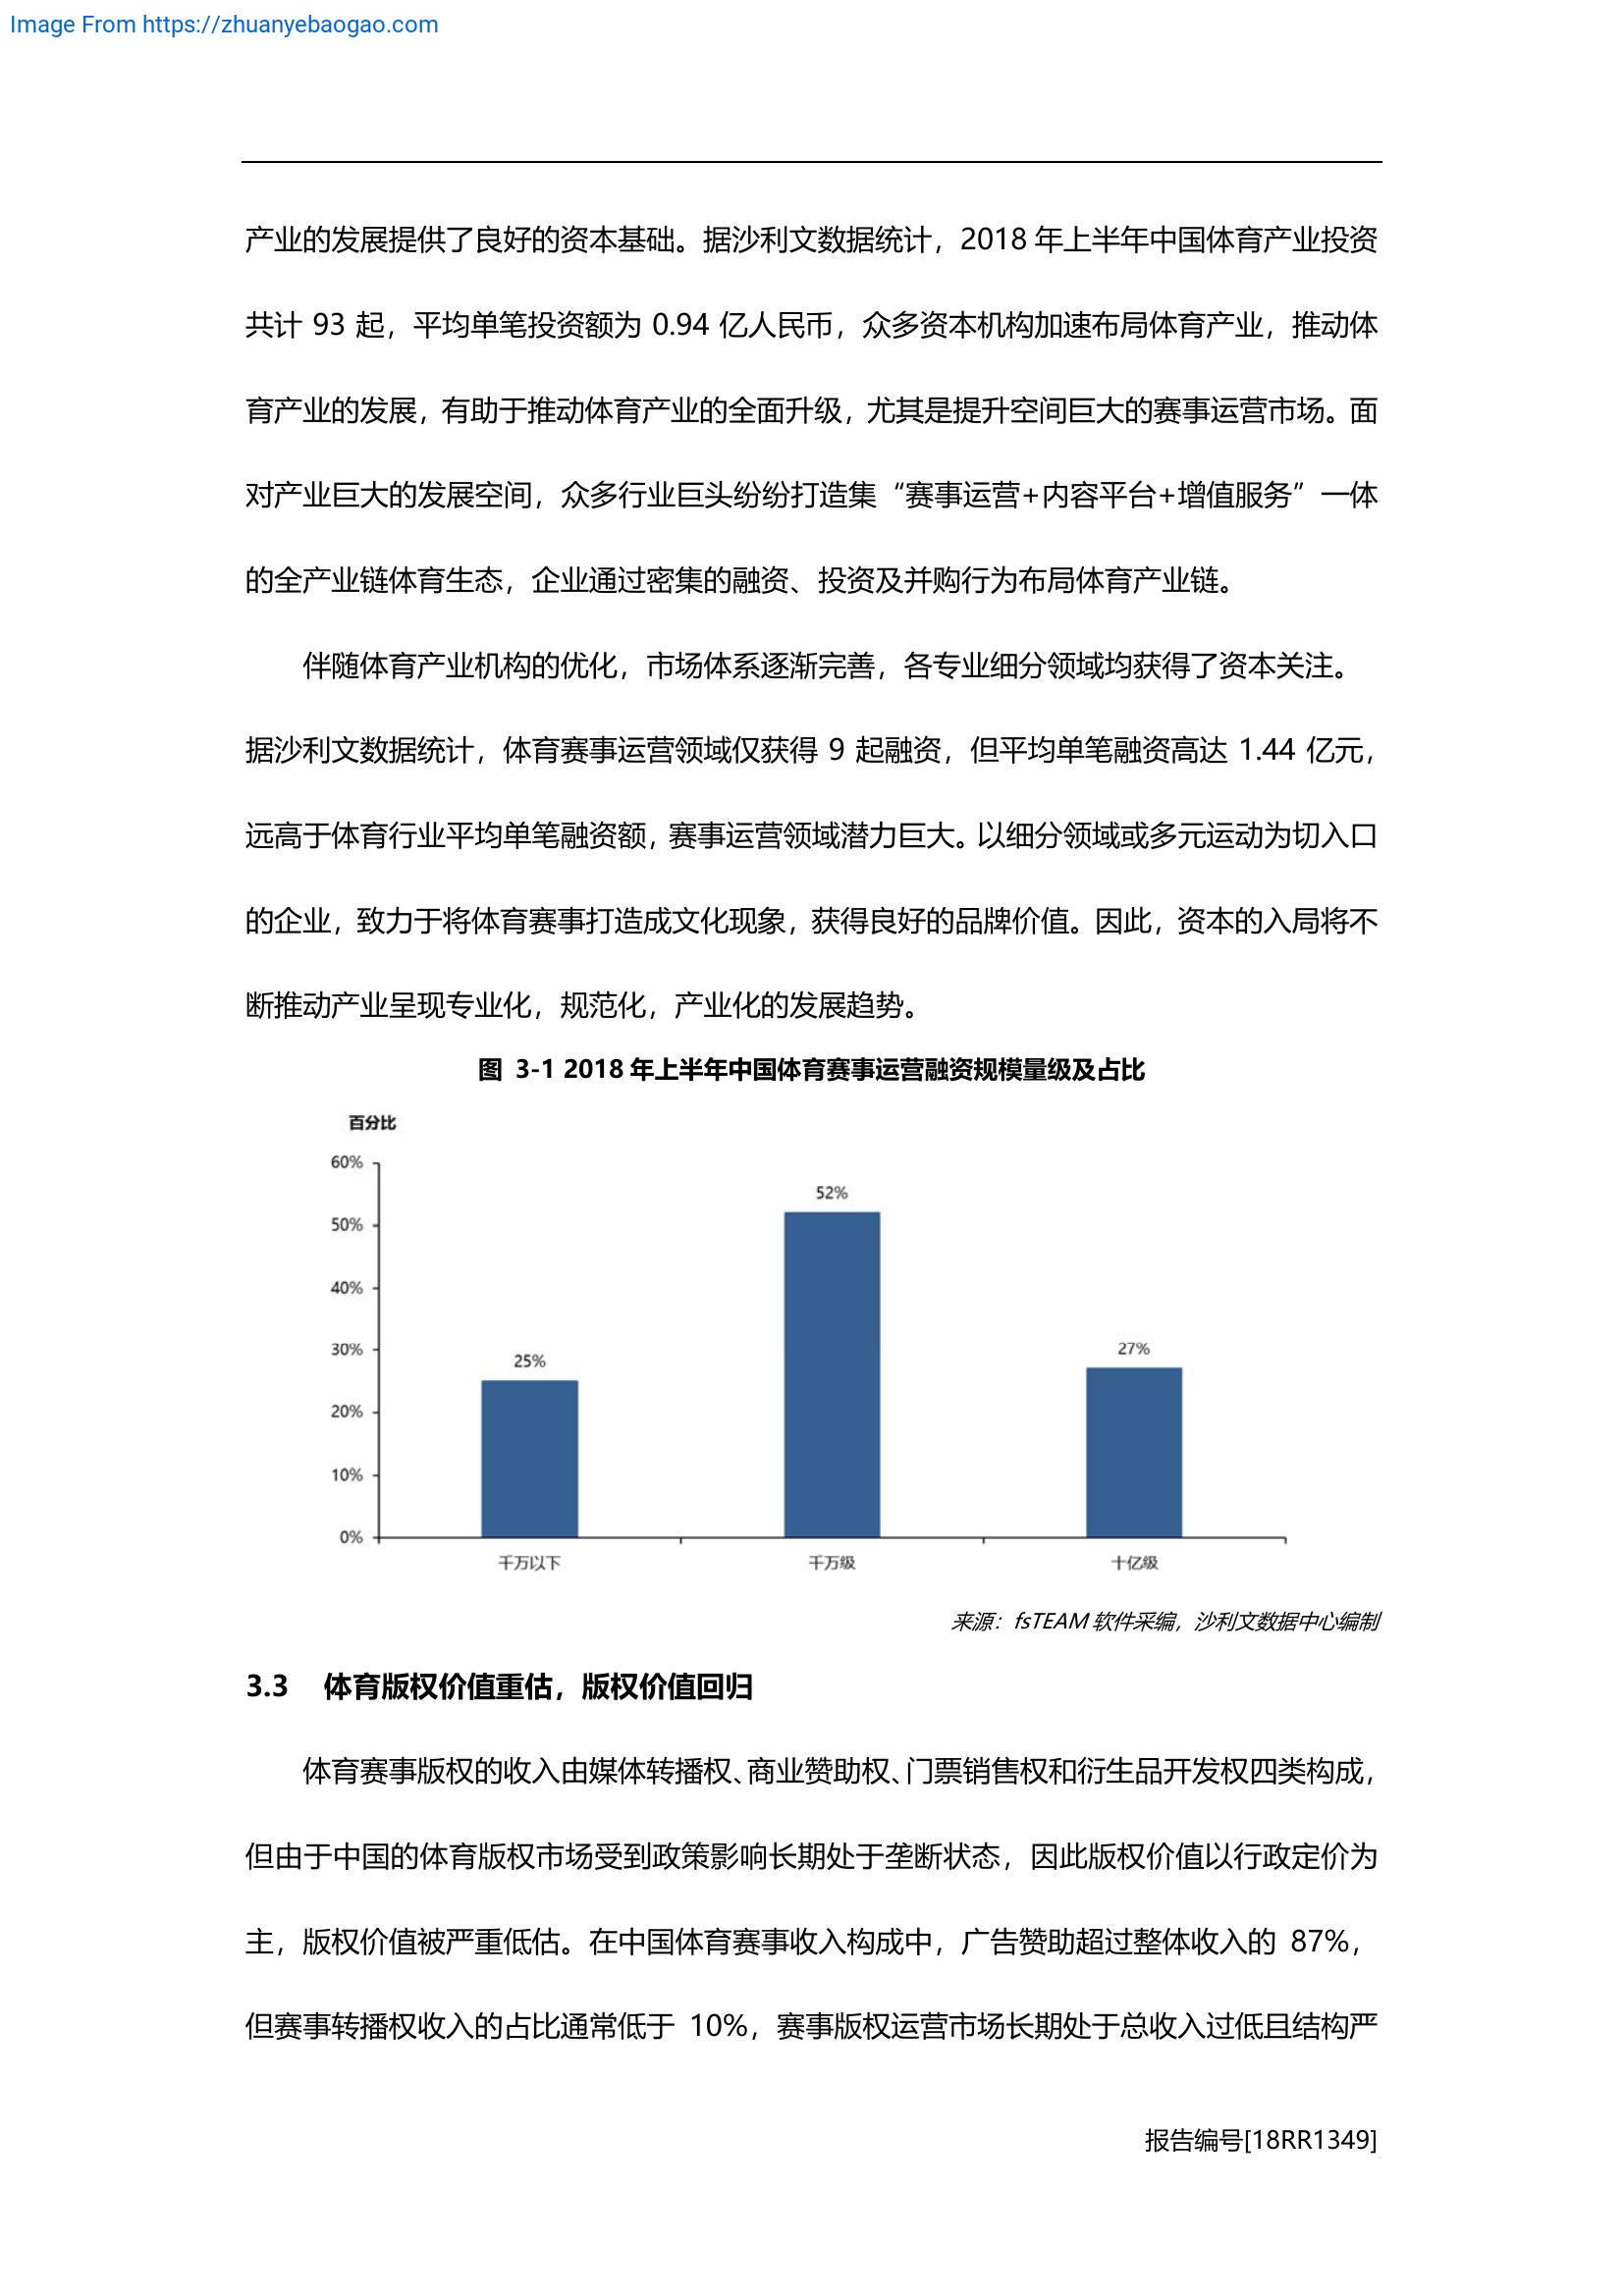 Image From https://zhuanyebaogao.com
产业的发展提供了良好的资本基础。据沙利文数据统计，2018 年上半年中国体育产业投资
共计 93 起，平均单笔投资额为 0.94 亿人民币，众多资本机构加速布局体育产业，推动体
育产业的发展，有助于推动体育产业的全面升级，尤其是提升空间巨大的赛事运营市场。面
对产业巨大的发展空间，众多行业巨头纷纷打造集“赛事运营+内容平台+增值服务”一体
的全产业链体育生态，企业通过密集的融资、投资及并购行为布局体育产业链。
伴随体育产业机构的优化，市场体系逐渐完善，各专业细分领域均获得了资本关注。
据沙利文数据统计，体育赛事运营领域仅获得 9 起融资，但平均单笔融资高达 1.44 亿元，
远高于体育行业平均单笔融资额，赛事运营领域潜力巨大。以细分领域或多元运动为切入口
的企业，致力于将体育赛事打造成文化现象，获得良好的品牌价值。因此，资本的入局将不
断推动产业呈现专业化，规范化，产业化的发展趋势。
图 3-1 2018 年上半年中国体育赛事运营融资规模量级及占比
百分比
60%
50%
40%
30%
20%
10%
0%
25%
52%
27%
千万以下
千万级
十亿级
来源：fsTEAM 软件采编，沙利文数据中心编制
3.3 体育版权价值重估，版权价值回归
体育赛事版权的收入由媒体转播权、商业赞助权、门票销售权和衍生品开发权四类构成，
但由于中国的体育版权市场受到政策影响长期处于垄断状态，因此版权价值以行政定价为
主，版权价值被严重低估。在中国体育赛事收入构成中，广告赞助超过整体收入的 87%，
但赛事转播权收入的占比通常低于 10%，赛事版权运营市场长期处于总收入过低且结构严
报告编号[18RR1349]